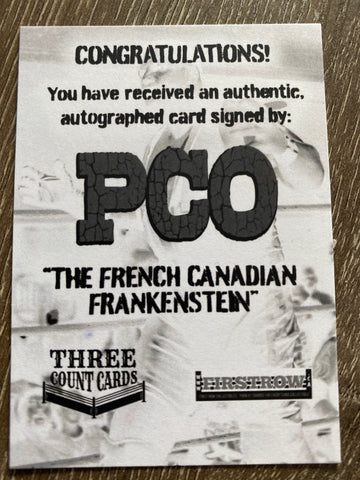 CONGRATULATIONS!
You have received an authentic,
autographed card signed by:
PCO
"THE FRENCH CANADIAN
FRANKENSTEIN"
THREE
COUNT CARDS
FIRSTROW